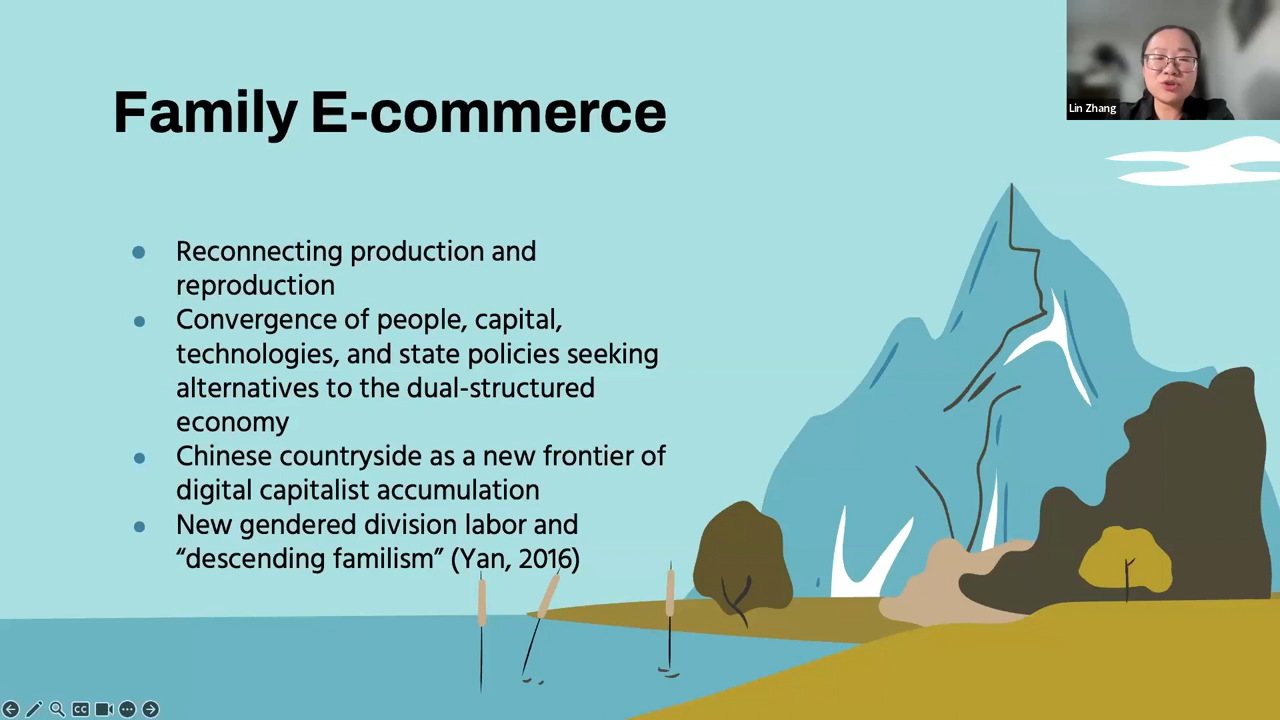 Family E-commerce
Lin Zhang
Reconnecting production and
reproduction
Convergence of people, capital,
technologies, and state policies seeking
alternatives to the dual-structured
economy
Chinese countryside as a new frontier of
digital capitalist accumulation
New gendered division labor and
“descending familism” (Yan, 2016)
CC